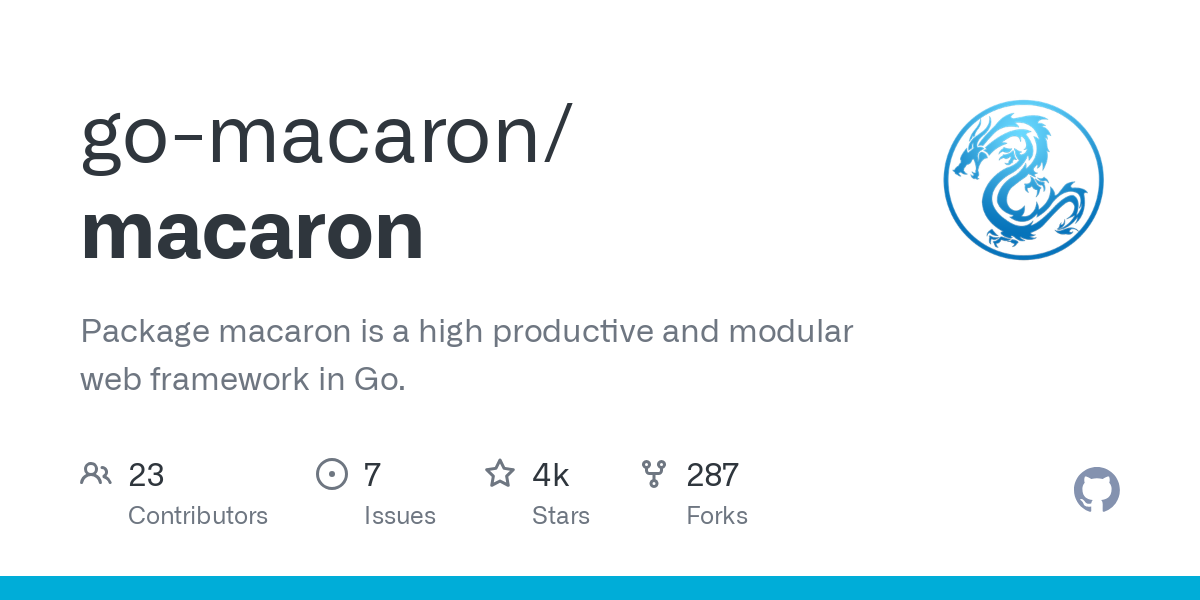 go-macaron/
macaron
Package macaron is a high productive and modular
web framework in Go.
23 7 4k 287
Contributors Issues Stars Forks